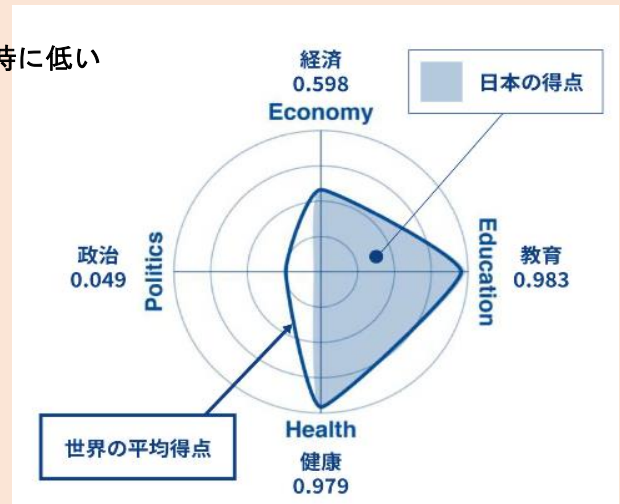 特に低い
経済
0.598
Economy
日本の得点
政治
0.049
Politics
Education
教育
0.983
世界の平均得点
Health
健康
0.979